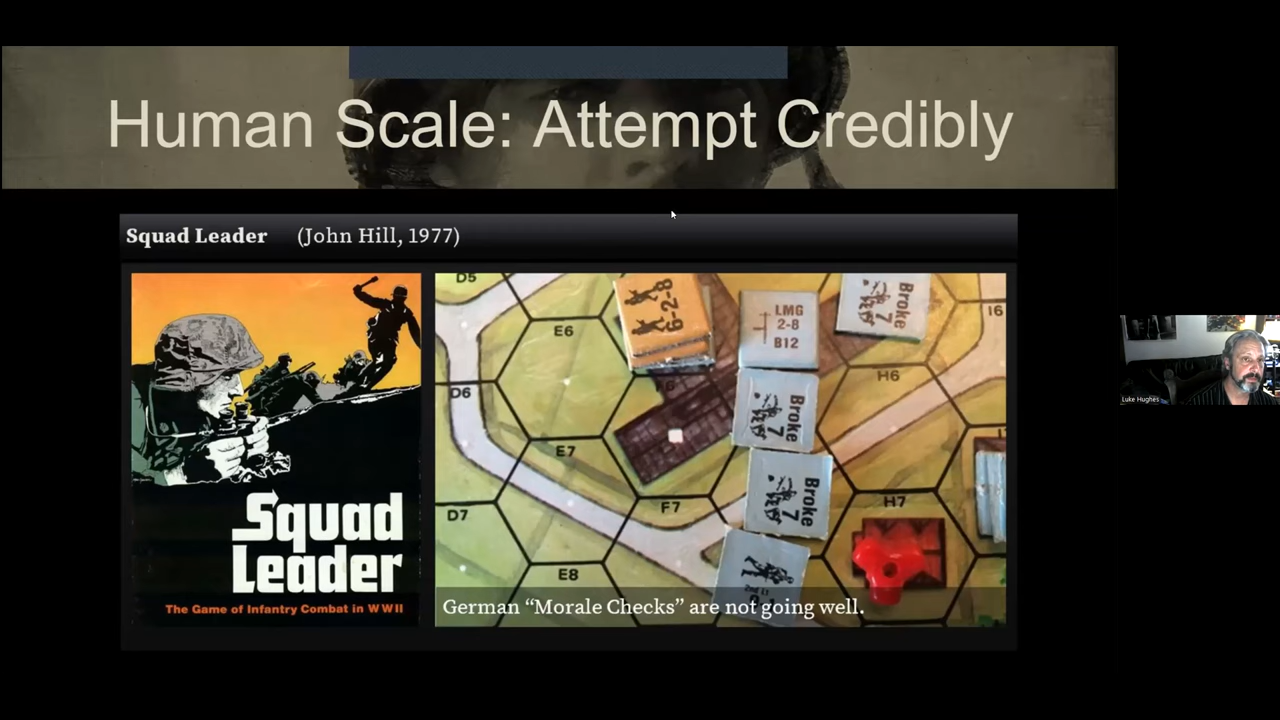 Human Scale: Attempt Credibly
Squad Leader (John Hill, 1977)
Squad
Leader
The Game of Infantry Combat in WWII
D5
E6
6-2-8
LMG
2-8
B12
Broke
7
I6
D6
F6
H6
Broke
7
E7
D7
F7
Broke
7
H7
E8
German “Morale Checks” are not going well.
Luke Hughes